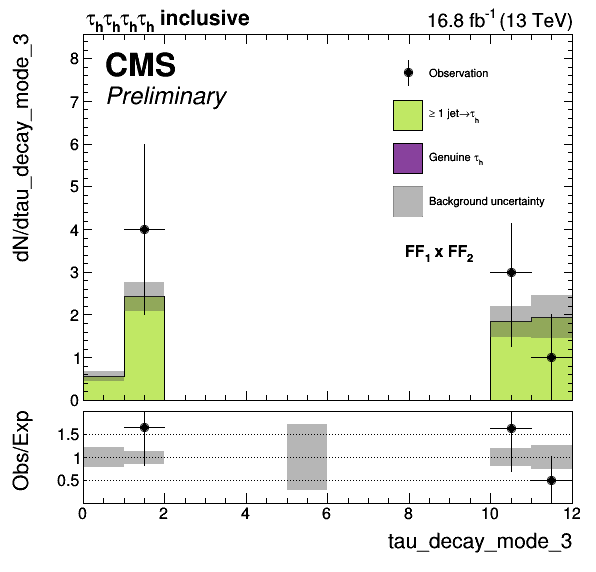 τhτhτhτh inclusive
16.8 fb⁻¹ (13 TeV)
CMS
Preliminary
Observation
≥ 1 jet→τh
Genuine τh
Background uncertainty
FF₁ x FF₂
dN/dtau_decay_mode_3
8
7
6
5
4
3
2
1
0
Obs/Exp
1.5
1
0.5
0 2 4 6 8 10 12
tau_decay_mode_3